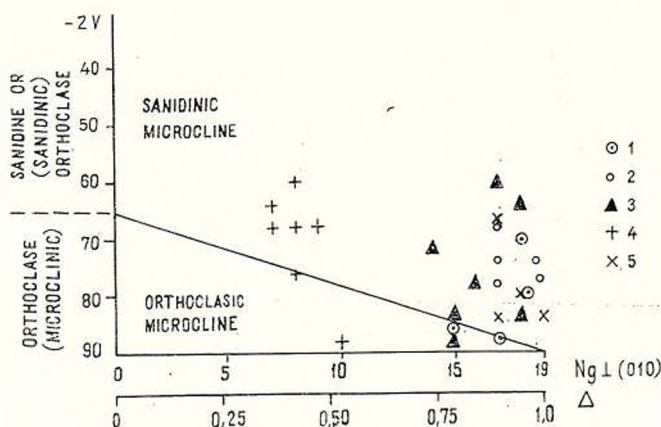 -2V
40
50
60
70
80
90
SANIDINE OR
(SANIDINIC)
ORTHOCLASE
ORTHOCLASE
(MICROCLINIC)
SANIDINIC
MICROCLINE
ORTHOCLASIC
MICROCLINE
1
2
3
4
5
0 5 10 15 19 Ng⊥(010)
0 0,25 0,50 0,75 1,0 △